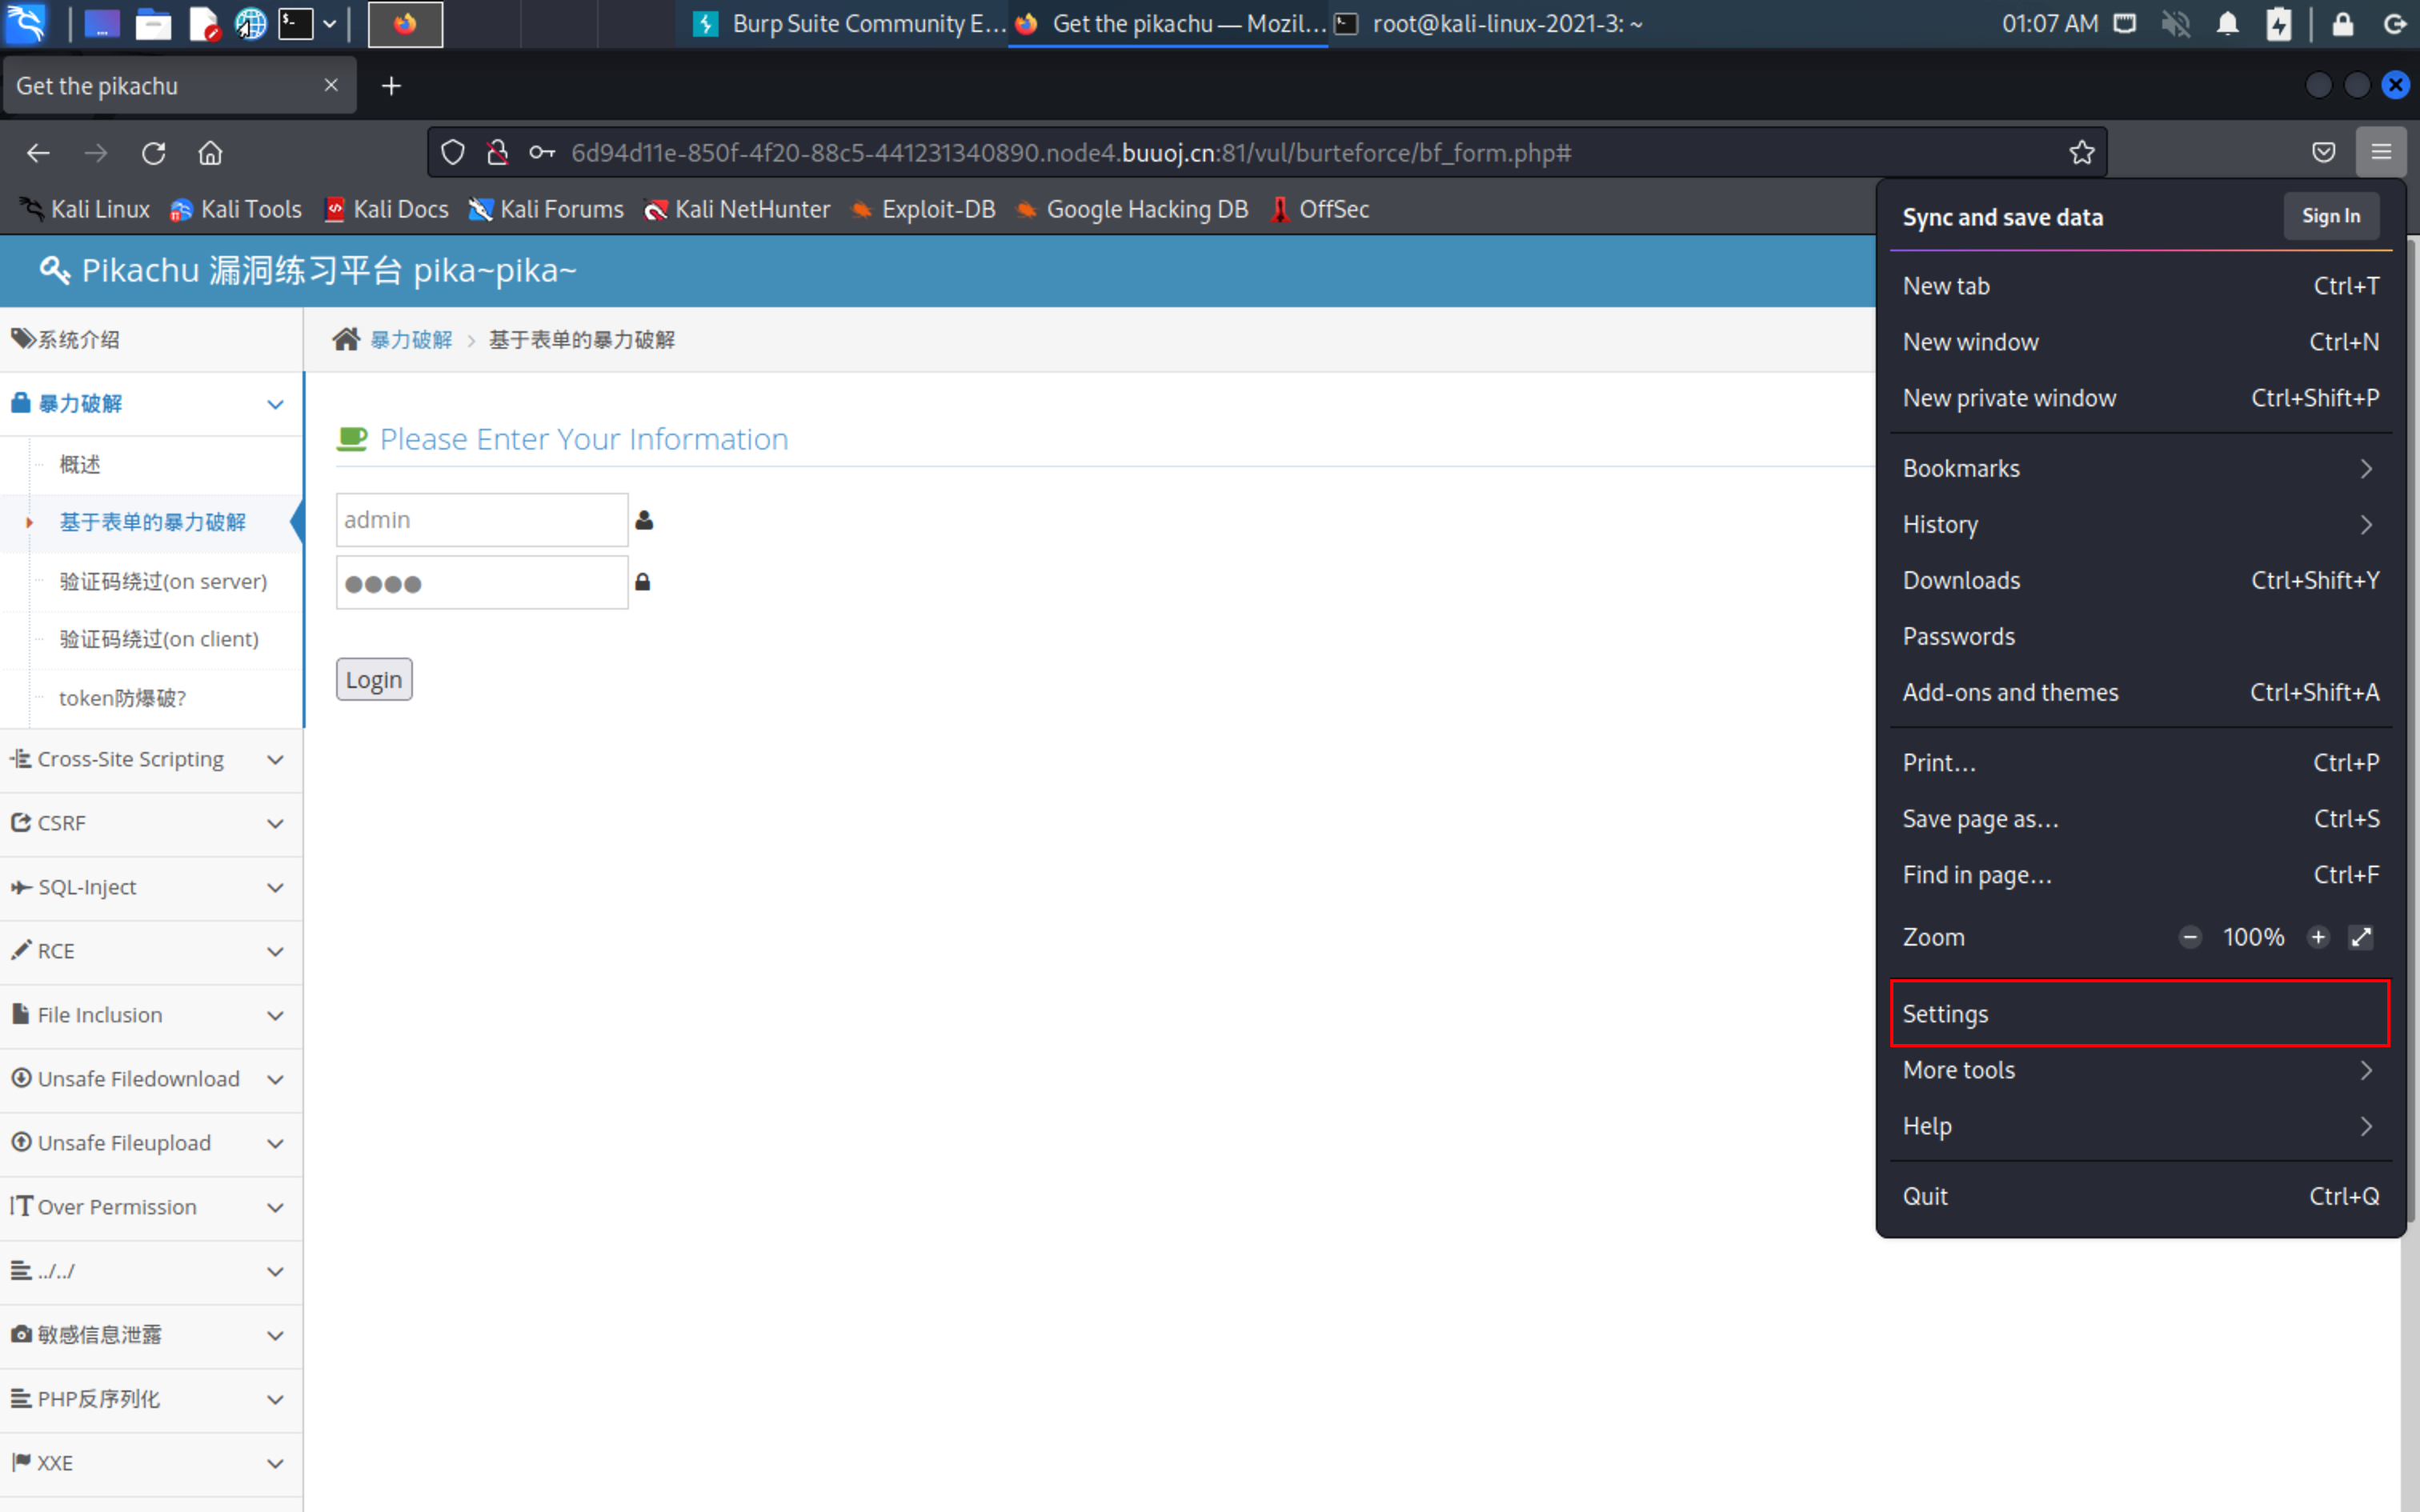 Burp Suite Community E...
Get the pikachu — Mozil...
root@kali-linux-2021-3: ~
01:07 AM
Get the pikachu
6d94d11e-850f-4f20-88c5-441231340890.node4.buuoj.cn:81/vul/burteforce/bf_form.php#
Kali Linux
Kali Tools
Kali Docs
Kali Forums
Kali NetHunter
Exploit-DB
Google Hacking DB
OffSec
Pikachu 漏洞练习平台 pika~pika~
系统介绍
暴力破解
概述
基于表单的暴力破解
验证码绕过(on server)
验证码绕过(on client)
token防爆破?
Cross-Site Scripting
CSRF
SQL-Inject
RCE
File Inclusion
Unsafe Filedownload
Unsafe Fileupload
Over Permission
../../
敏感信息泄露
PHP反序列化
XXE
暴力破解 > 基于表单的暴力破解
Please Enter Your Information
admin
Login
Sync and save data
Sign In
New tab Ctrl+T
New window Ctrl+N
New private window Ctrl+Shift+P
Bookmarks
History
Downloads Ctrl+Shift+Y
Passwords
Add-ons and themes Ctrl+Shift+A
Print... Ctrl+P
Save page as... Ctrl+S
Find in page... Ctrl+F
Zoom 100%
Settings
More tools
Help
Quit Ctrl+Q